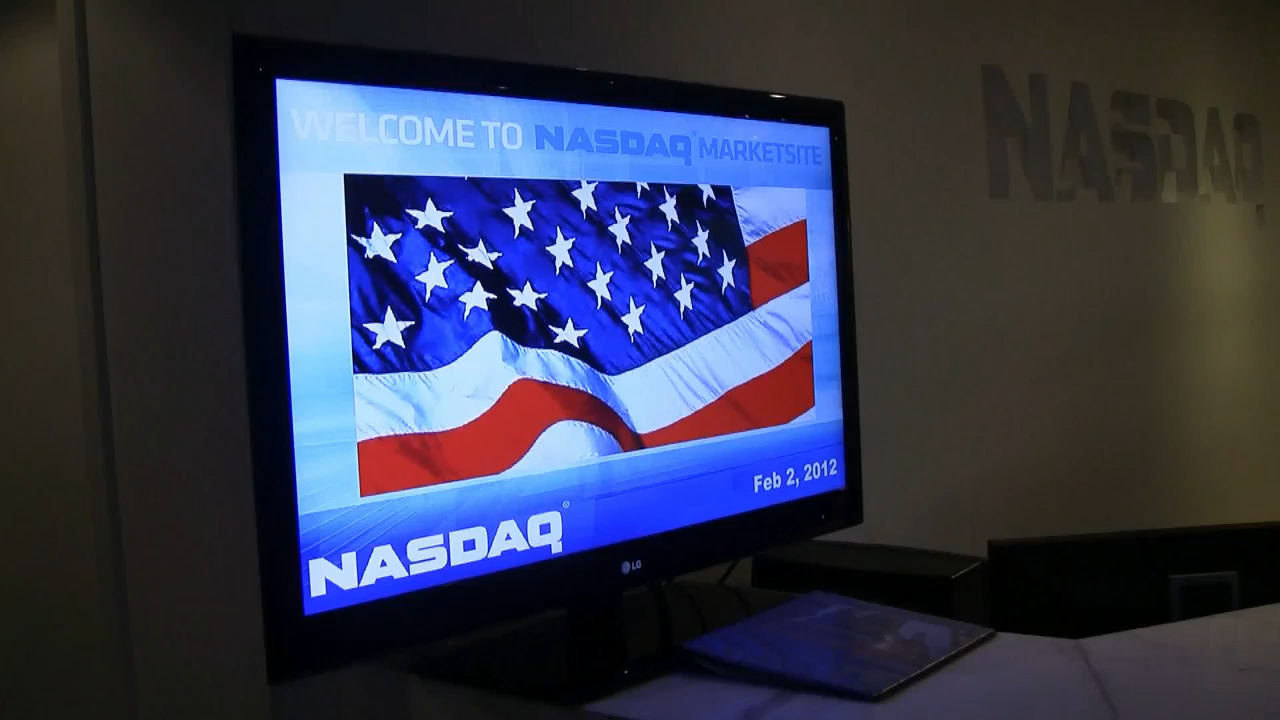 WELCOME TO NASDAQ® MARKETSITE
NASDAQ
Feb 2, 2012
NASDAQ®
LG